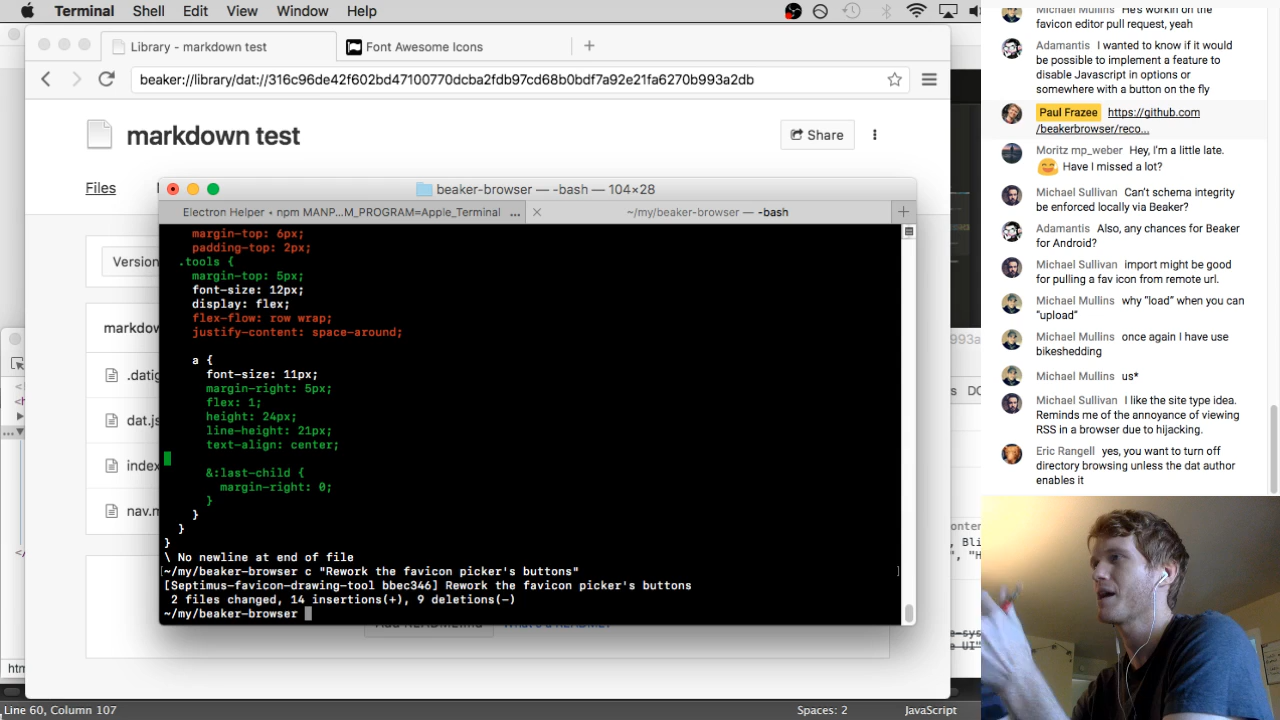 Terminal Shell Edit View Window Help
Library - markdown test
Font Awesome Icons
beaker://library/dat://316c96de42f602bd47100770dcba2fdb97cd68b0bdf7a92e21fa6270b993a2db
markdown test
Share
Files
Version
markdow
.datig
dat.js
index
nav.m
beaker-browser — -bash — 104×28
Electron Helper ◂ npm MANP...M_PROGRAM=Apple_Terminal ...
~/my/beaker-browser — -bash
margin-top: 6px;
padding-top: 2px;
.tools {
margin-top: 5px;
font-size: 12px;
display: flex;
flex-flow: row wrap;
justify-content: space-around;
a {
font-size: 11px;
margin-right: 5px;
flex: 1;
height: 24px;
line-height: 21px;
text-align: center;
&:last-child {
margin-right: 0;
}
}
}
}
\ No newline at end of file
~/my/beaker-browser c "Rework the favicon picker's buttons"
[Septimus-favicon-drawing-tool bbec346] Rework the favicon picker's buttons
2 files changed, 14 insertions(+), 9 deletions(-)
~/my/beaker-browser
Line 60, Column 107
Spaces: 2
JavaScript
Michael Mullins He's workin on the
favicon editor pull request, yeah
Adamantis I wanted to know if it would
be possible to implement a feature to
disable Javascript in options or
somewhere with a button on the fly
Paul Frazee https://github.com
/beakerbrowser/reco...
Moritz mp_weber Hey, I'm a little late.
Have I missed a lot?
Michael Sullivan Can't schema integrity
be enforced locally via Beaker?
Adamantis Also, any chances for Beaker
for Android?
Michael Sullivan import might be good
for pulling a fav icon from remote url.
Michael Mullins why "load" when you can
"upload"
Michael Mullins once again I have use
bikeshedding
Michael Mullins us*
Michael Sullivan I like the site type idea.
Reminds me of the annoyance of viewing
RSS in a browser due to hijacking.
Eric Rangell yes, you want to turn off
directory browsing unless the dat author
enables it